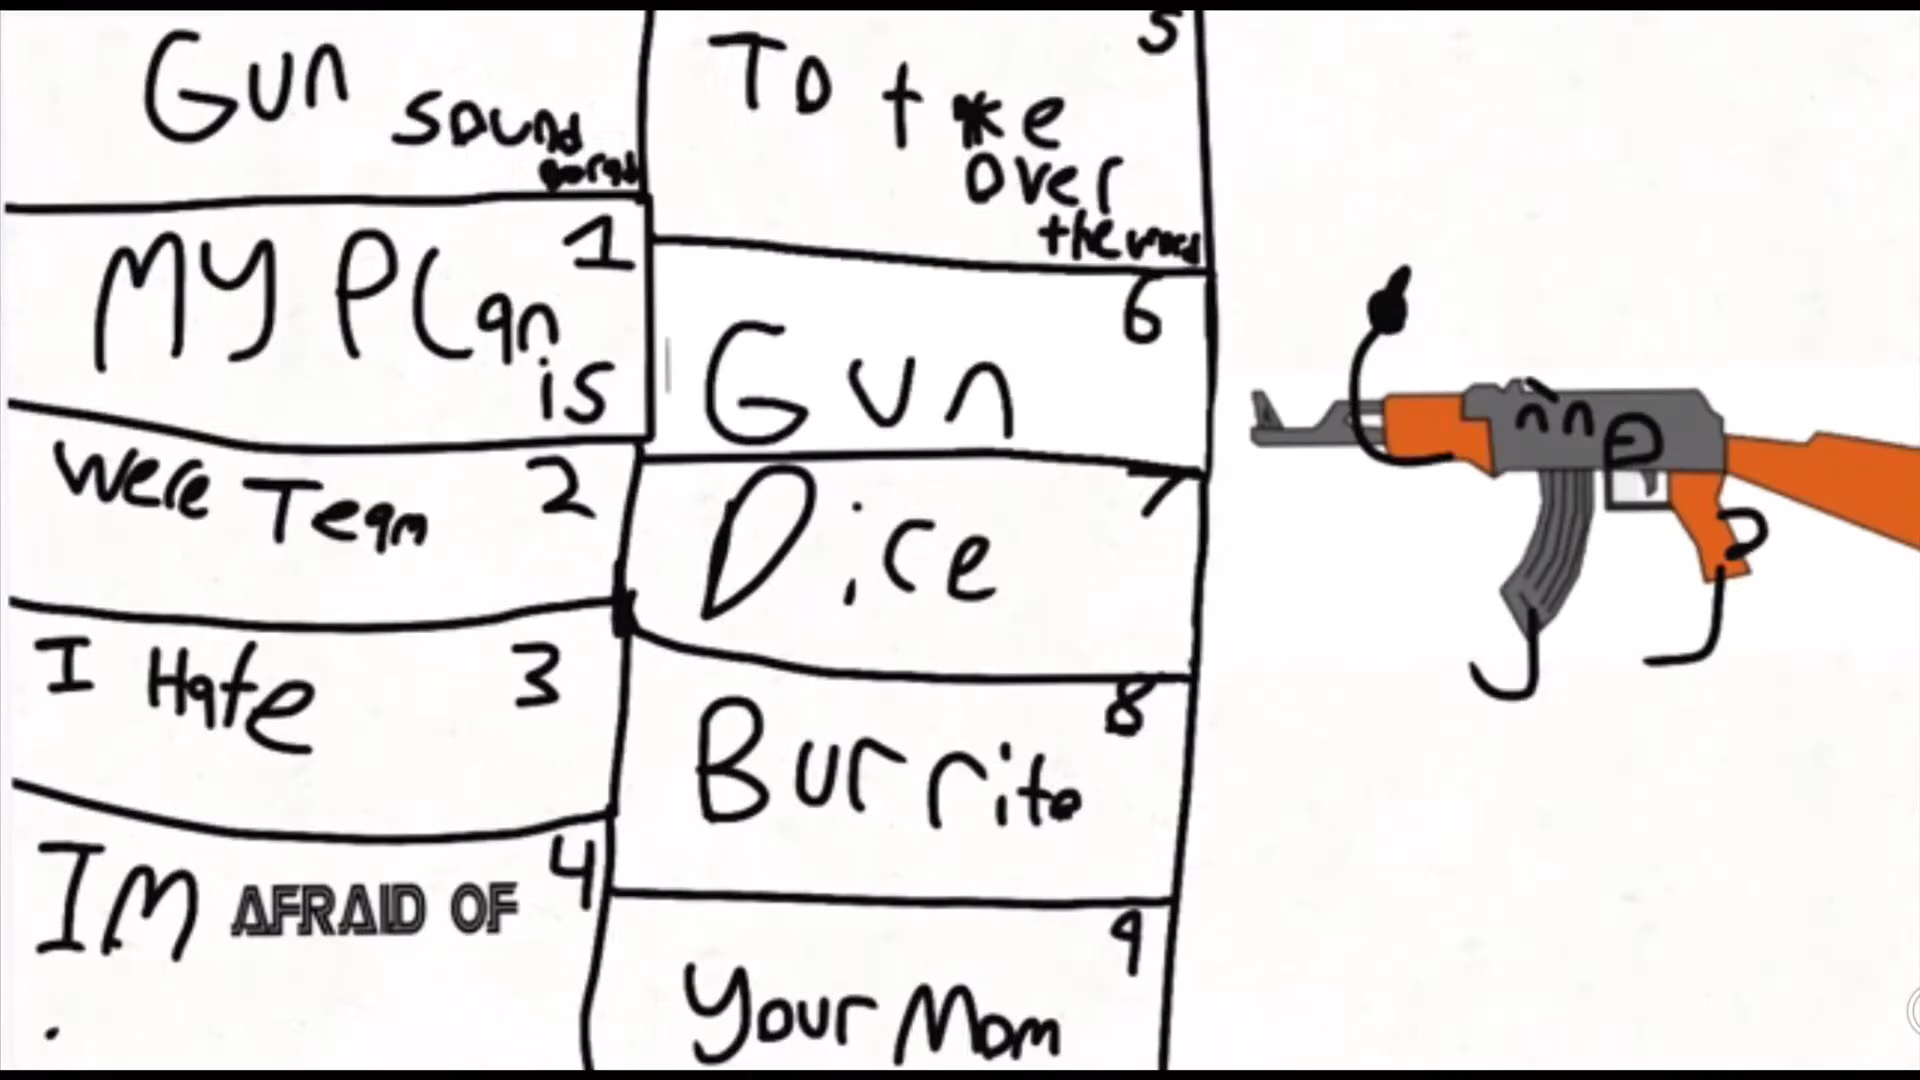 Gun sound
1
MY PLan
is
2
Were Team
3
I Hate
4
Im AFRAID OF
.
5
To take
over
the world
6
Gun
7
Dice
8
Burrito
9
Your Mom